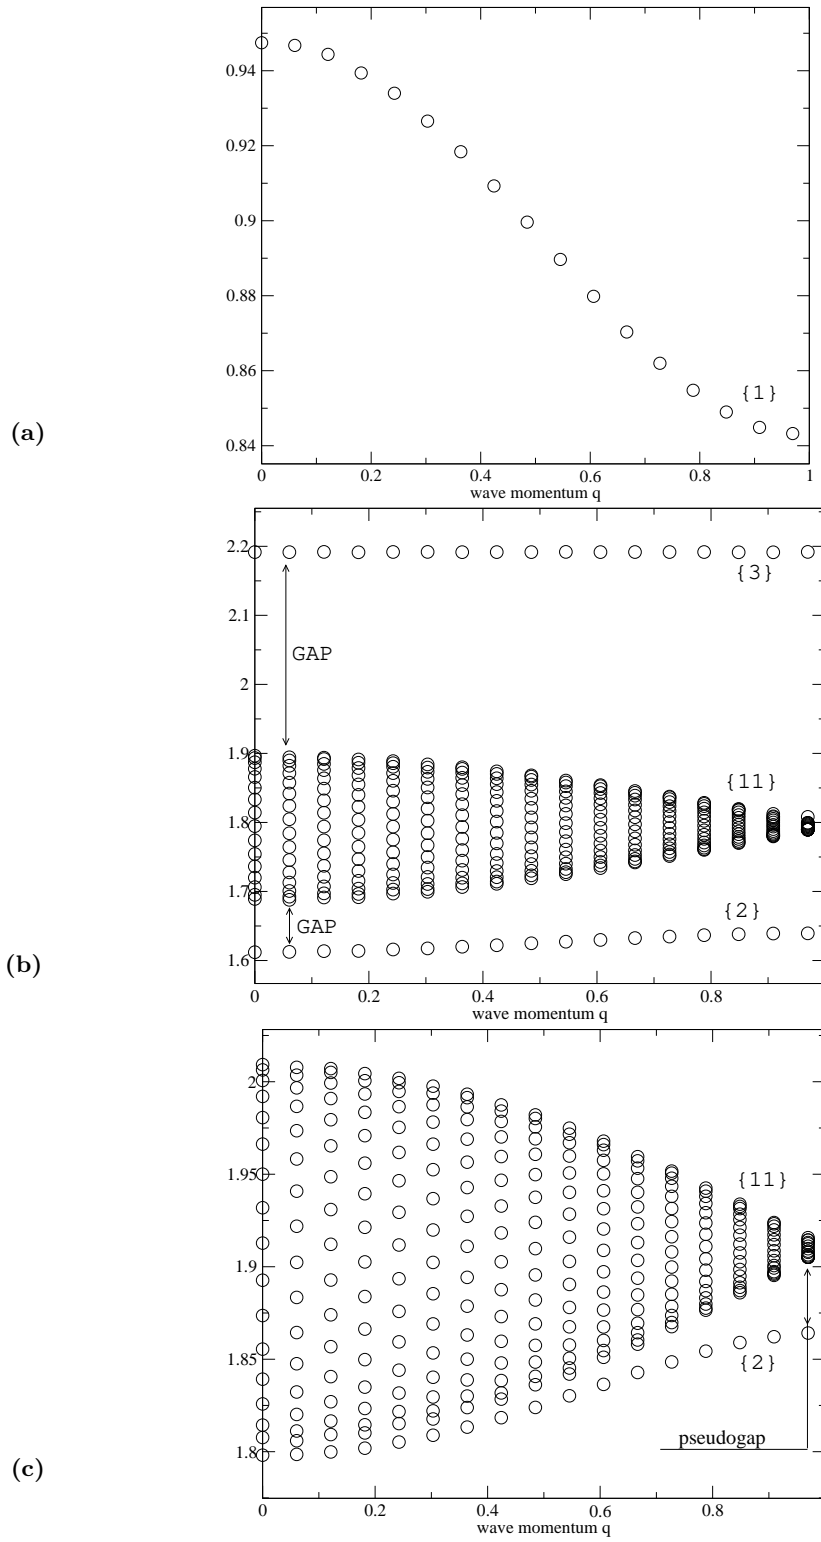 0.94
0.92
0.9
0.88
0.86
{1}
(a)
0.84
0 0.2 0.4 0.6 0.8 1
wave momentum q
2.2
{3}
2.1
GAP
2
1.9
{11}
1.8
1.7
{2}
GAP
(b)
1.6
0 0.2 0.4 0.6 0.8
wave momentum q
2
1.95
{11}
1.9
1.85
{2}
pseudogap
1.8
(c)
0 0.2 0.4 0.6 0.8
wave momentum q